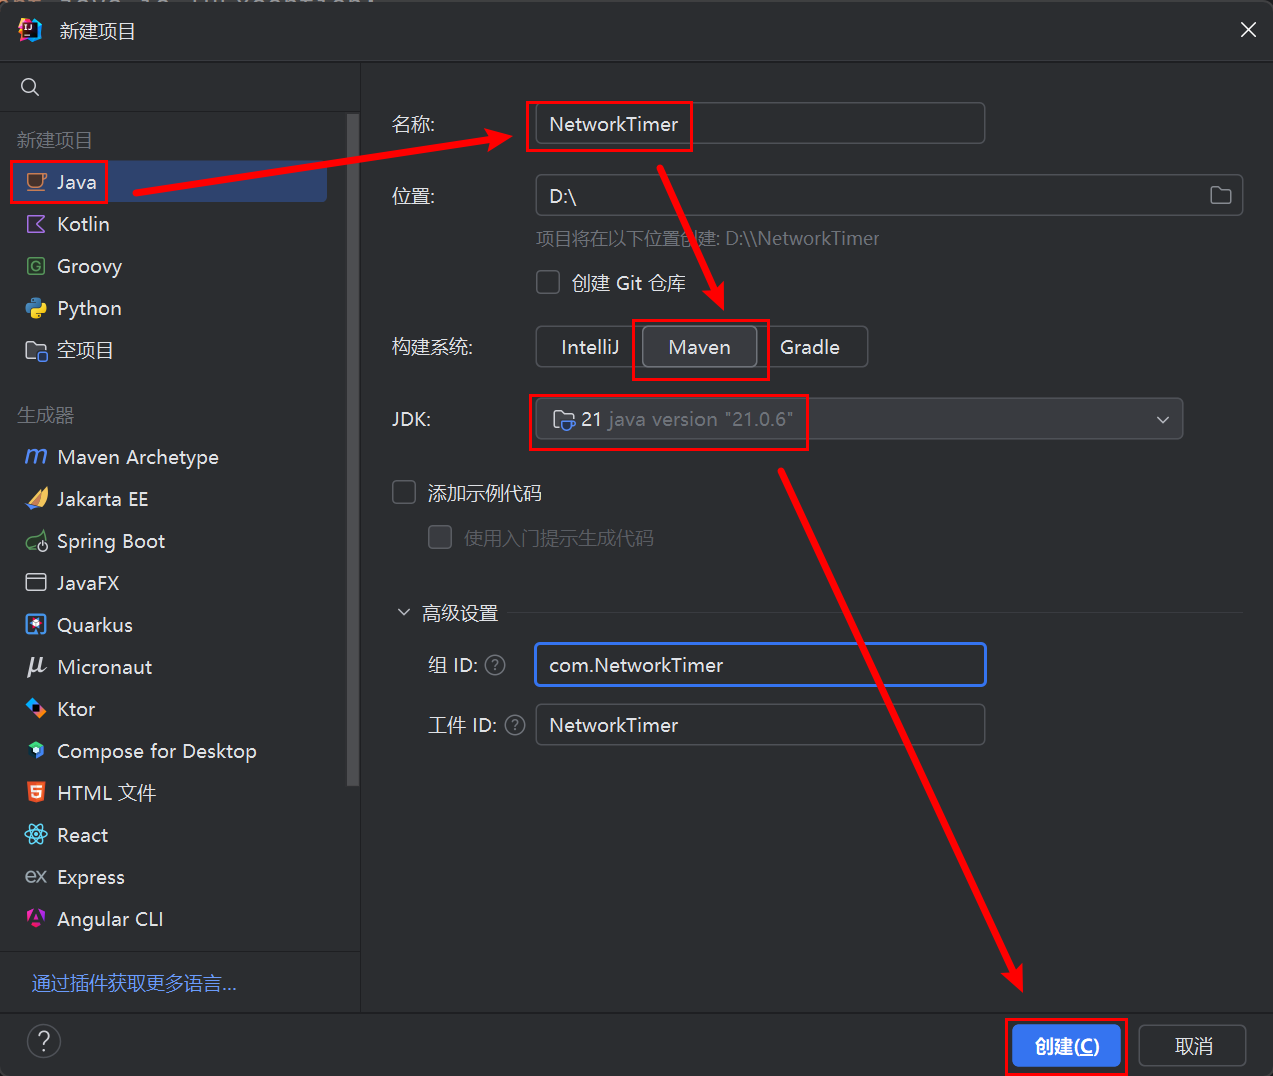 新建项目
新建项目
Java
Kotlin
Groovy
Python
空项目
生成器
Maven Archetype
Jakarta EE
Spring Boot
JavaFX
Quarkus
Micronaut
Ktor
Compose for Desktop
HTML 文件
React
Express
Angular CLI
通过插件获取更多语言...
名称: NetworkTimer
位置: D:\
项目将在以下位置创建: D:\\NetworkTimer
创建 Git 仓库
构建系统: IntelliJ Maven Gradle
JDK: 21 java version "21.0.6"
添加示例代码
使用入门提示生成代码
高级设置
组 ID: ? com.NetworkTimer
工件 ID: ? NetworkTimer
? 创建(C) 取消